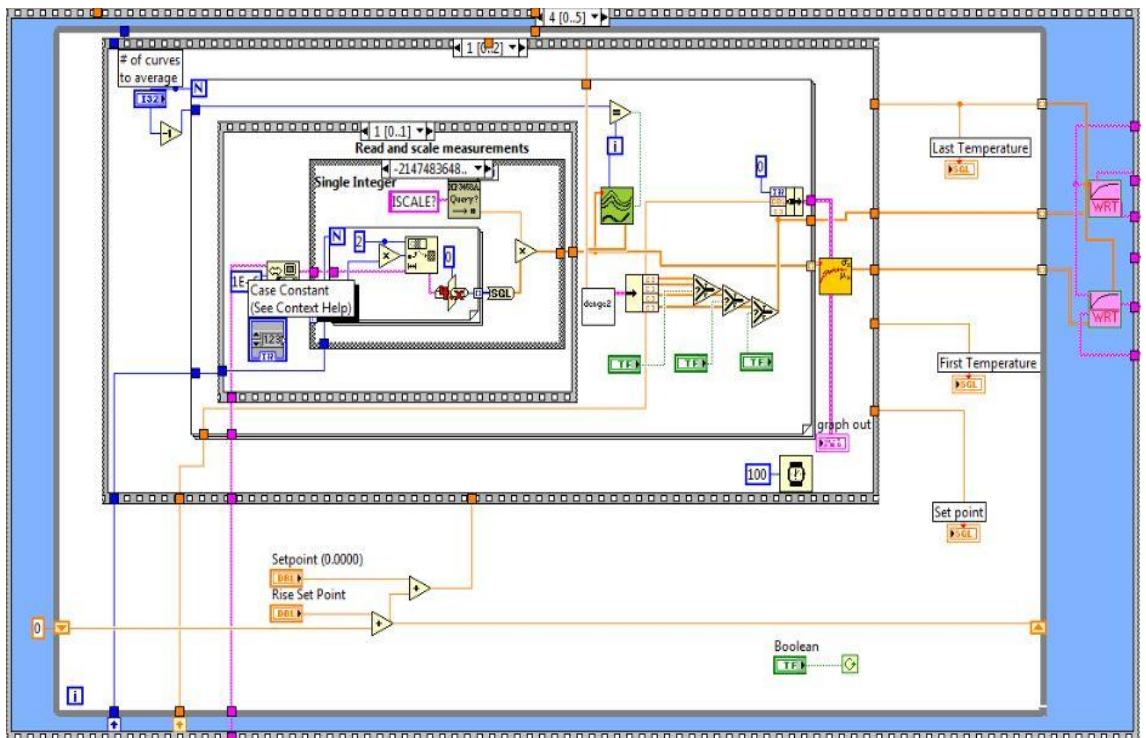 4 [0..5]
1 [0..2]
# of curves
to average
I32
N
-1
1 [0..1]
Read and scale measurements
-2147483648..
Single Integer
ISCALE?
Query?
N
2
0
SGL
Case Constant
(See Context Help)
123
=
i
0
TF
TF
TF
graph out
100
Last Temperature
SGL
WRT
WRT
First Temperature
SGL
Set point
SGL
Setpoint (0.0000)
DBL
Rise Set Point
DBL
0
Boolean
TF
i